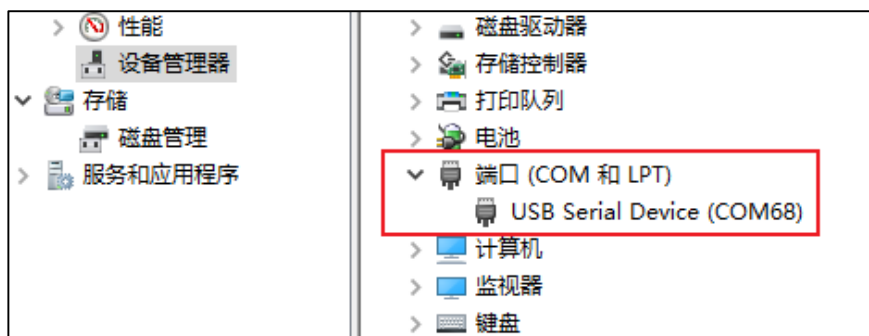 性能
设备管理器
存储
磁盘管理
服务和应用程序
磁盘驱动器
存储控制器
打印队列
电池
端口 (COM 和 LPT)
USB Serial Device (COM68)
计算机
监视器
键盘